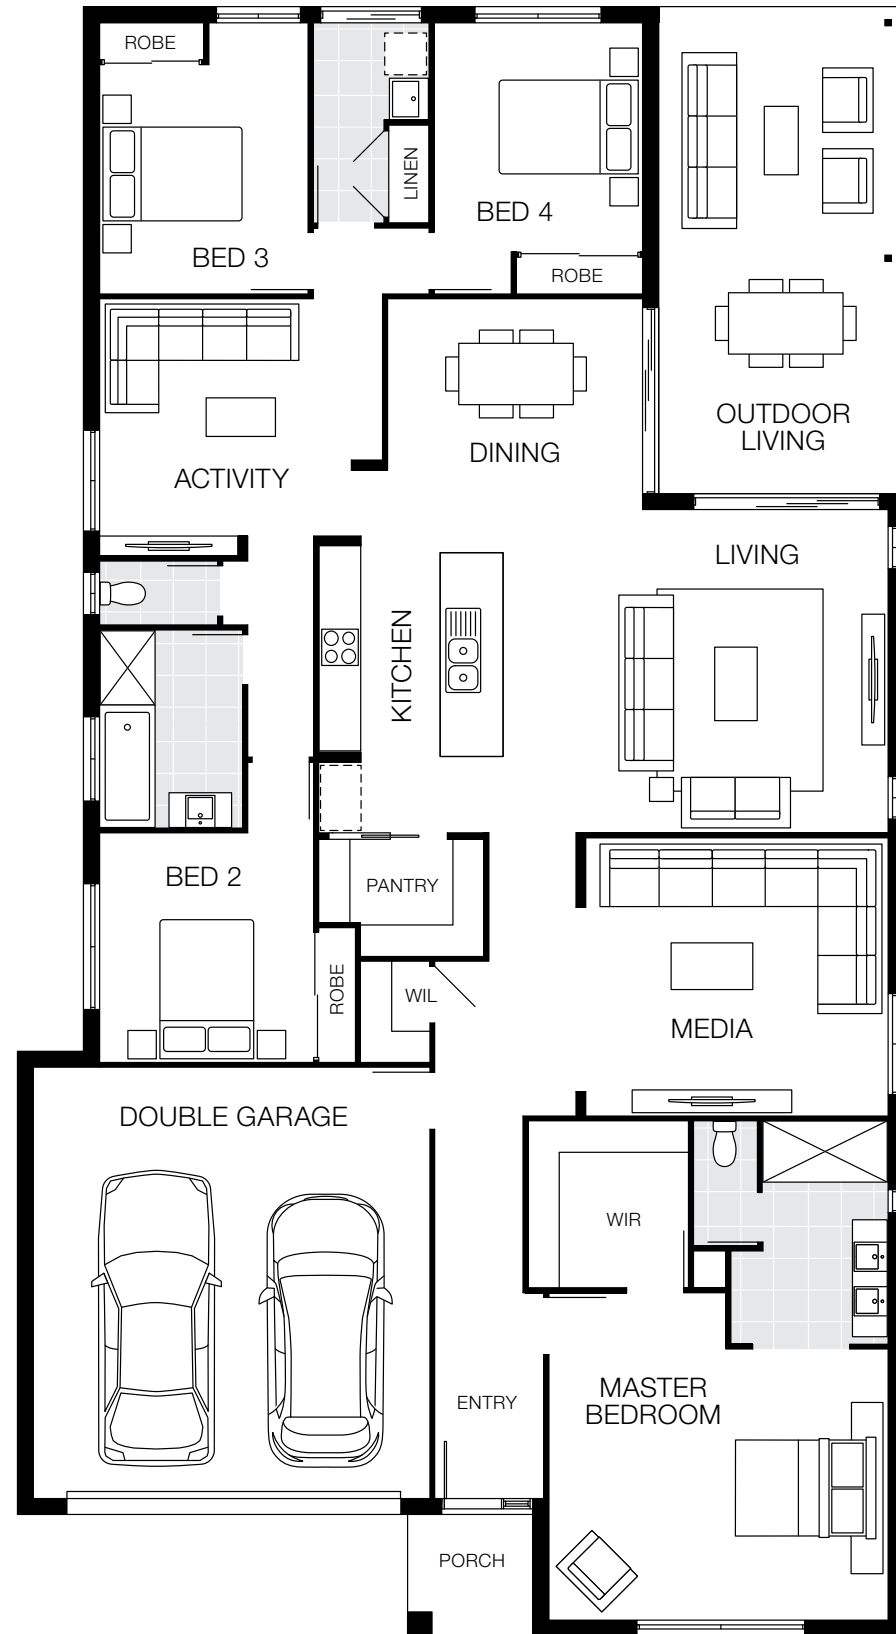 ROBE
LINEN
BED 4
BED 3
ROBE
OUTDOOR
LIVING
DINING
ACTIVITY
LIVING
KITCHEN
BED 2
PANTRY
ROBE
WIL
MEDIA
DOUBLE GARAGE
WIR
MASTER
BEDROOM
ENTRY
PORCH